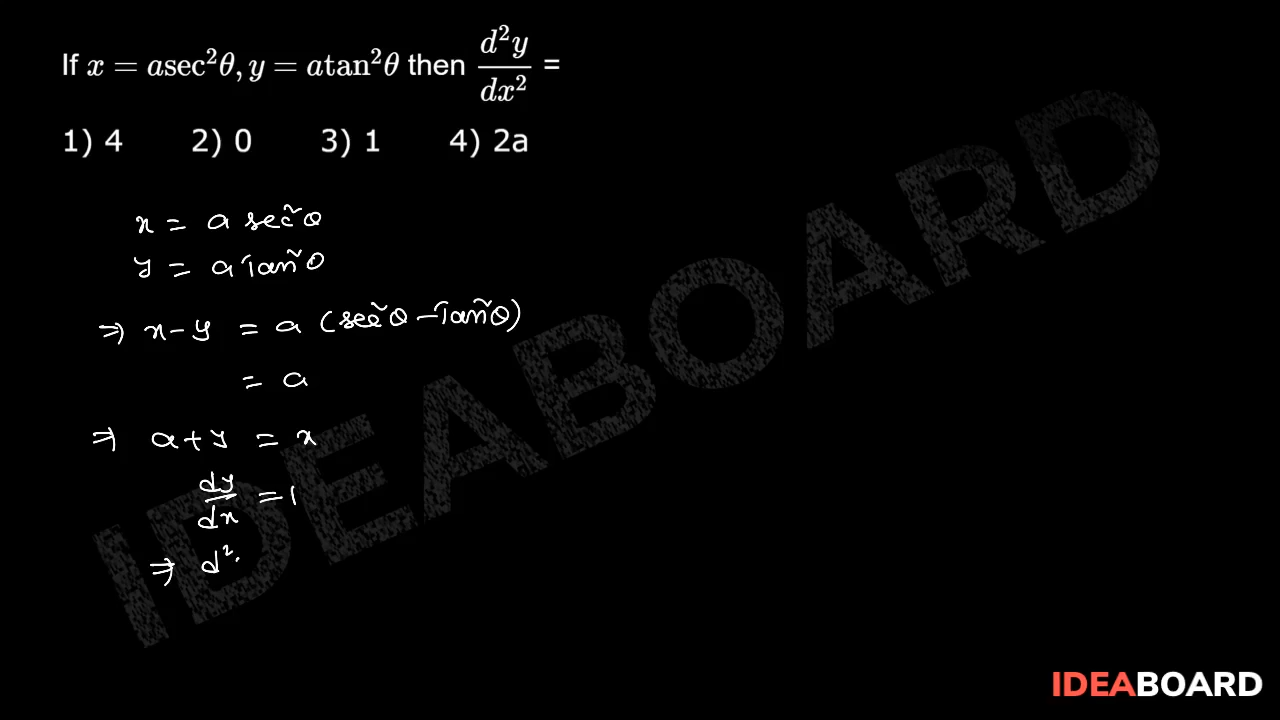 If x = asec²θ, y = atan²θ then d²y/dx² =
1) 4 2) 0 3) 1 4) 2a
x = a sec²θ
y = a Tan²θ
⇒ x - y = a (sec²θ - Tan²θ)
= a
⇒ a + y = x
dy/dx = 1
⇒ d²
IDEABOARD
IDEABOARD